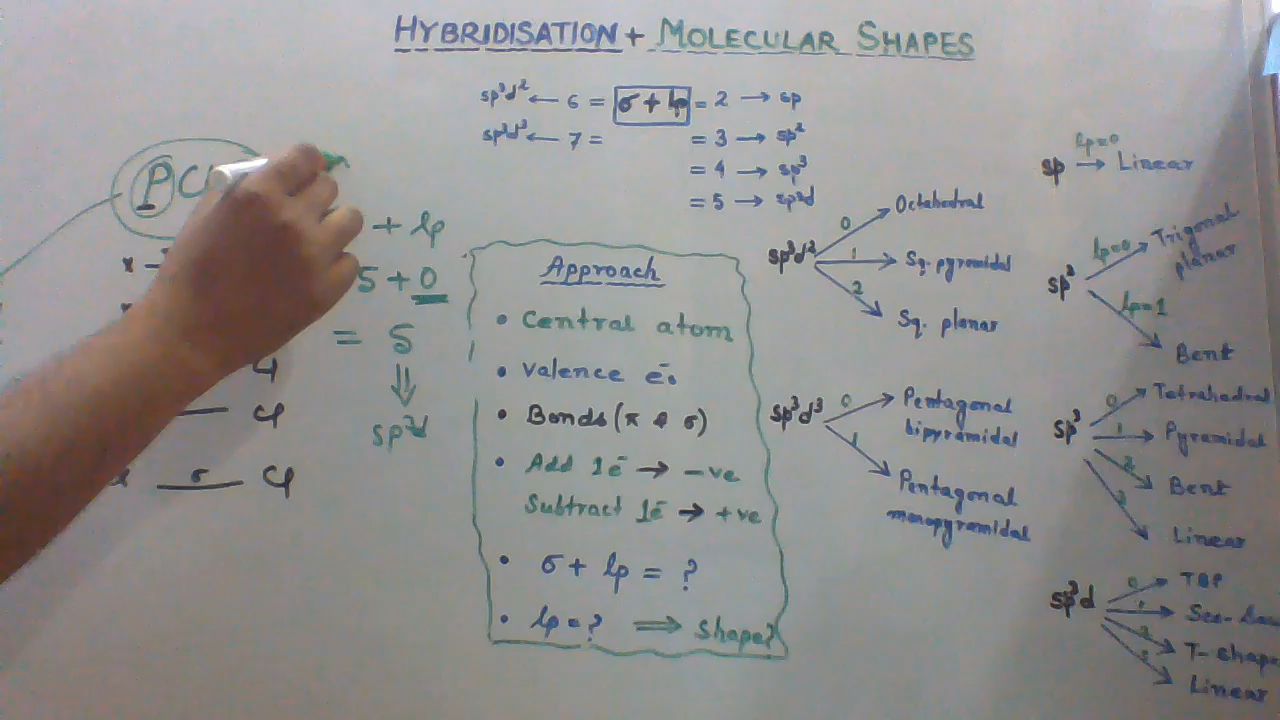 HYBRIDISATION + MOLECULAR SHAPES
sp³d² ← 6 = σ + lp = 2 → sp
sp³d³ ← 7 = = 3 → sp²
= 4 → sp³
= 5 → sp³d
PC
+ lp
5 + 0
= 5
⇓
sp³d
Cl
Cl
σ Cl
Approach
• Central atom
• Valence e⁻s
• Bonds (π & σ)
• Add 1e⁻ → -ve
Subtract 1e⁻ → +ve
• σ + lp = ?
• lp = ? ⇒ Shape?
sp³d²
0 Octahedral
1 Sq. pyramidal
2 Sq. planar
sp³d³
0 Pentagonal
bipyramidal
1 Pentagonal
monopyramidal
sp lp=0 → Linear
sp²
lp=0 Trigonal
planar
lp=1 Bent
sp³
0 Tetrahedral
1 Pyramidal
2 Bent
3 Linear
sp³d
0 TBP
1 See-Saw
2 T-shape
3 Linear